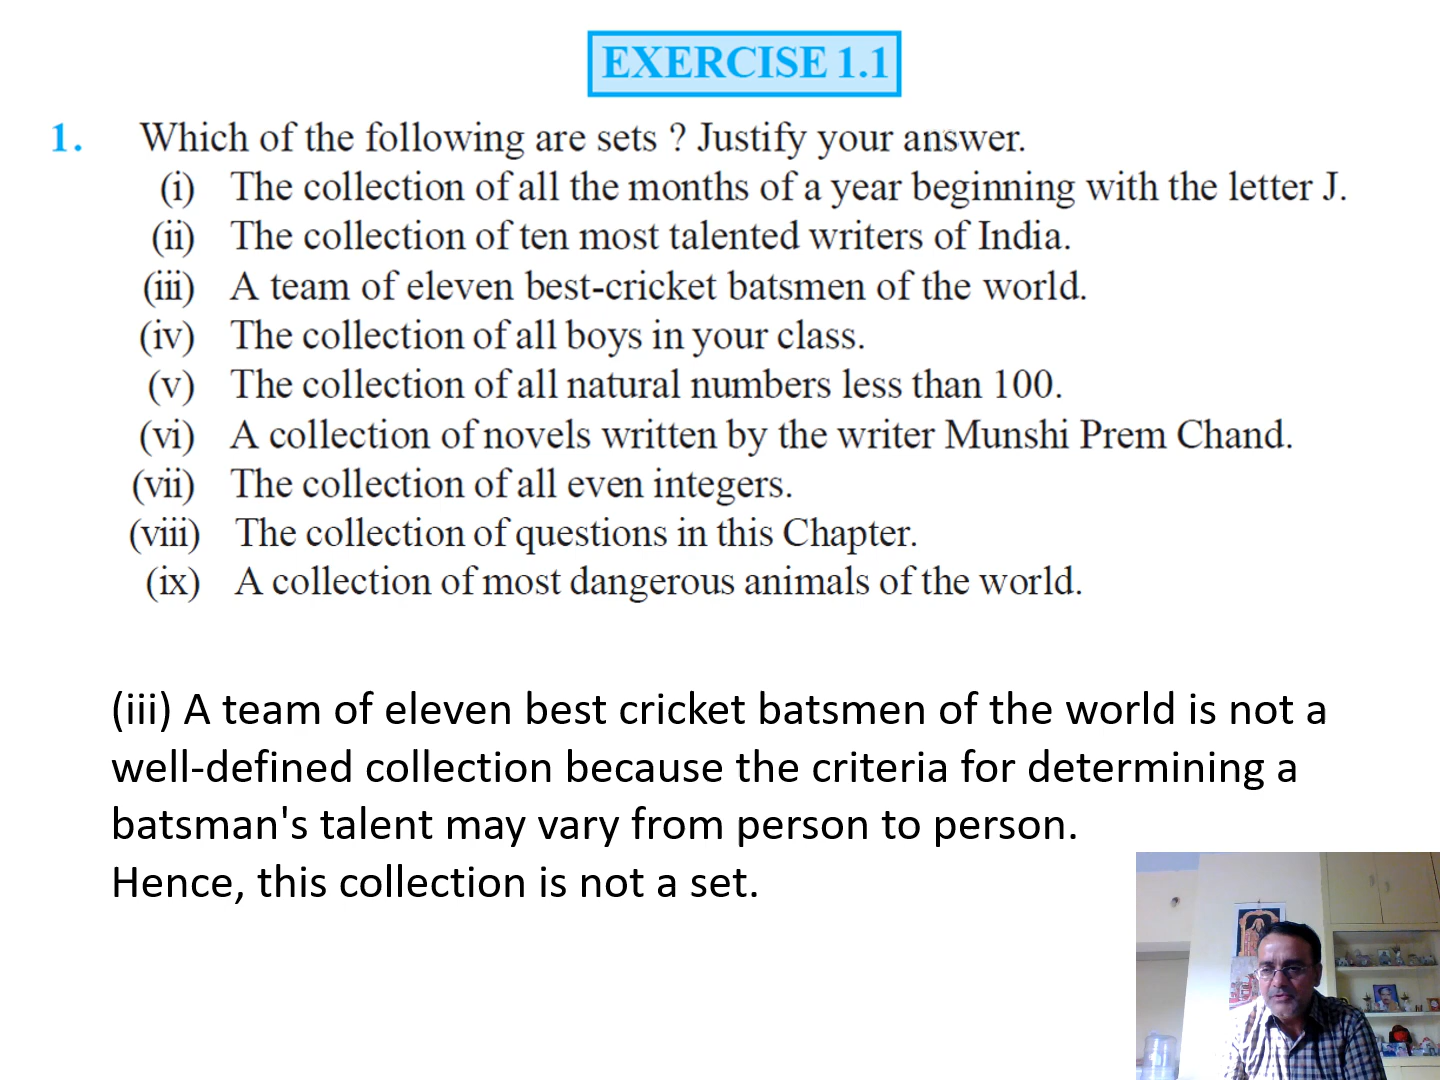 EXERCISE 1.1
1. Which of the following are sets ? Justify your answer.
(i) The collection of all the months of a year beginning with the letter J.
(ii) The collection of ten most talented writers of India.
(iii) A team of eleven best-cricket batsmen of the world.
(iv) The collection of all boys in your class.
(v) The collection of all natural numbers less than 100.
(vi) A collection of novels written by the writer Munshi Prem Chand.
(vii) The collection of all even integers.
(viii) The collection of questions in this Chapter.
(ix) A collection of most dangerous animals of the world.
(iii) A team of eleven best cricket batsmen of the world is not a
well-defined collection because the criteria for determining a
batsman's talent may vary from person to person.
Hence, this collection is not a set.